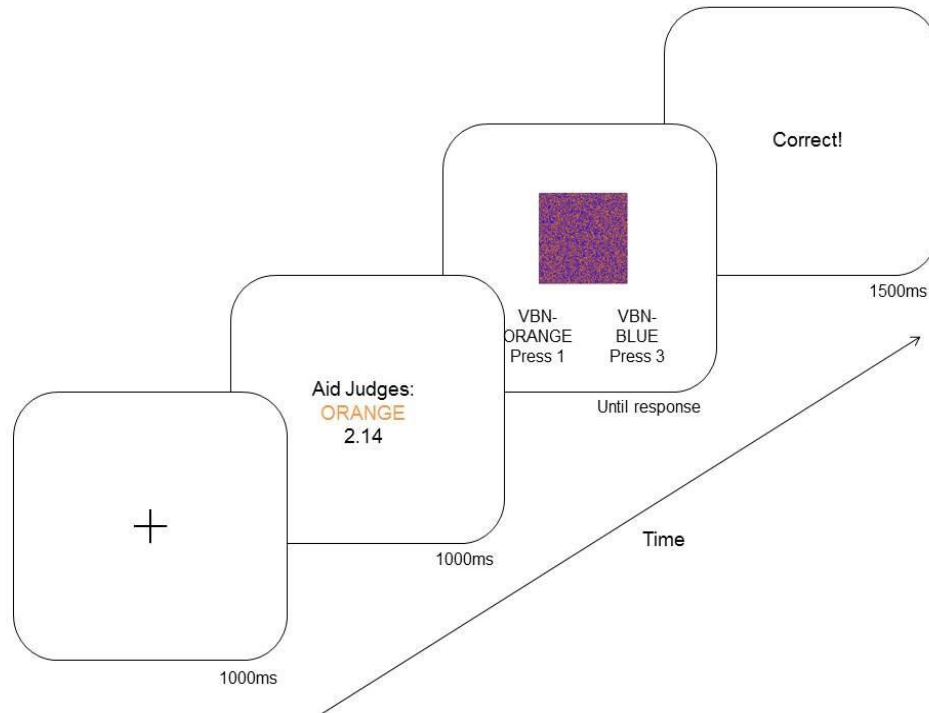 Correct!
1500ms
VBN-
ORANGE
Press 1
VBN-
BLUE
Press 3
Until response
Aid Judges:
ORANGE
2.14
1000ms
Time
1000ms